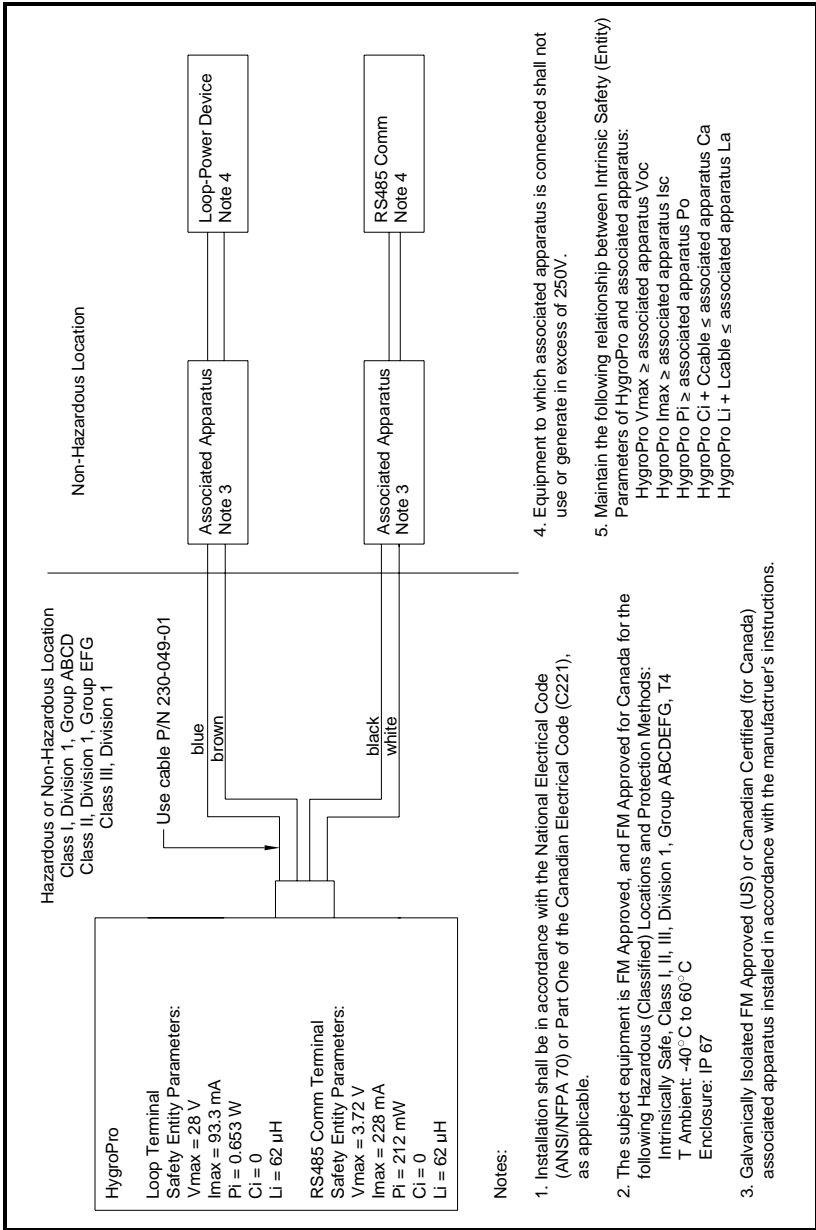 Hazardous or Non-Hazardous Location
Class I, Division 1, Group ABCD
Class II, Division 1, Group EFG
Class III, Division 1
Non-Hazardous Location
HygroPro
Loop Terminal
Safety Entity Parameters:
Vmax = 28 V
Imax = 93.3 mA
Pi = 0.653 W
Ci = 0
Li = 62 µH
RS485 Comm Terminal
Safety Entity Parameters:
Vmax = 3.72 V
Imax = 228 mA
Pi = 212 mW
Ci = 0
Li = 62 µH
Use cable P/N 230-049-01
blue
brown
black
white
Associated Apparatus
Note 3
Loop-Power Device
Note 4
Associated Apparatus
Note 3
RS485 Comm
Note 4
Notes:
1. Installation shall be in accordance with the National Electrical Code
(ANSI/NFPA 70) or Part One of the Canadian Electrical Code (C221),
as applicable.
2. The subject equipment is FM Approved, and FM Approved for Canada for the
following Hazardous (Classified) Locations and Protection Methods:
Intrinsically Safe, Class I, II, III, Division 1, Group ABCDEFG, T4
T Ambient: -40°C to 60°C
Enclosure: IP 67
3. Galvanically Isolated FM Approved (US) or Canadian Certified (for Canada)
associated apparatus installed in accordance with the manufactruer's instructions.
4. Equipment to which associated apparatus is connected shall not
use or generate in excess of 250V.
5. Maintain the following relationship between Intrinsic Safety (Entity)
Parameters of HygroPro and associated apparatus:
HygroPro Vmax ≥ associated apparatus Voc
HygroPro Imax ≥ associated apparatus Isc
HygroPro Pi ≥ associated apparatus Po
HygroPro Ci + Ccable ≤ associated apparatus Ca
HygroPro Li + Lcable ≤ associated apparatus La